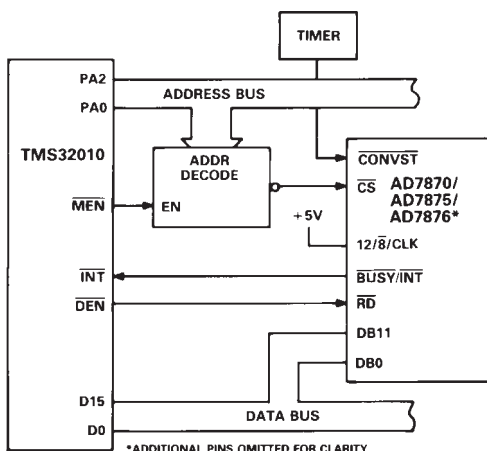 TIMER
PA2
ADDRESS BUS
PA0
TMS32010
ADDR
DECODE
CONVST
CS
AD7870/
AD7875/
AD7876*
MEN
EN
+5V
12/8/CLK
INT
BUSY/INT
DEN
RD
DB11
DB0
D15
DATA BUS
D0
*ADDITIONAL PINS OMITTED FOR CLARITY